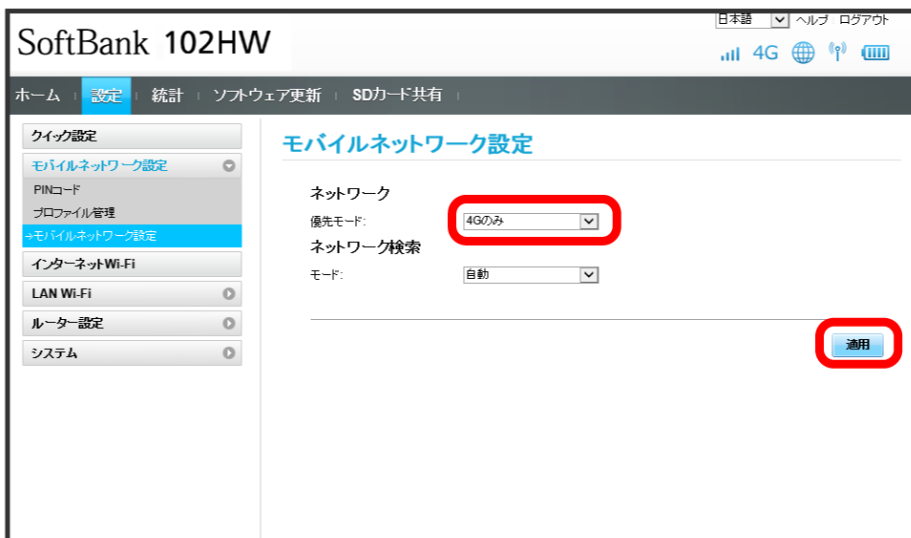 日本語 ヘルプ ログアウト
SoftBank 102HW
4G
ホーム 設定 統計 ソフトウェア更新 SDカード共有
クイック設定
モバイルネットワーク設定
PINコード
プロファイル管理
→モバイルネットワーク設定
インターネットWi-Fi
LAN Wi-Fi
ルーター設定
システム
モバイルネットワーク設定
ネットワーク
優先モード: 4Gのみ
ネットワーク検索
モード: 自動
適用